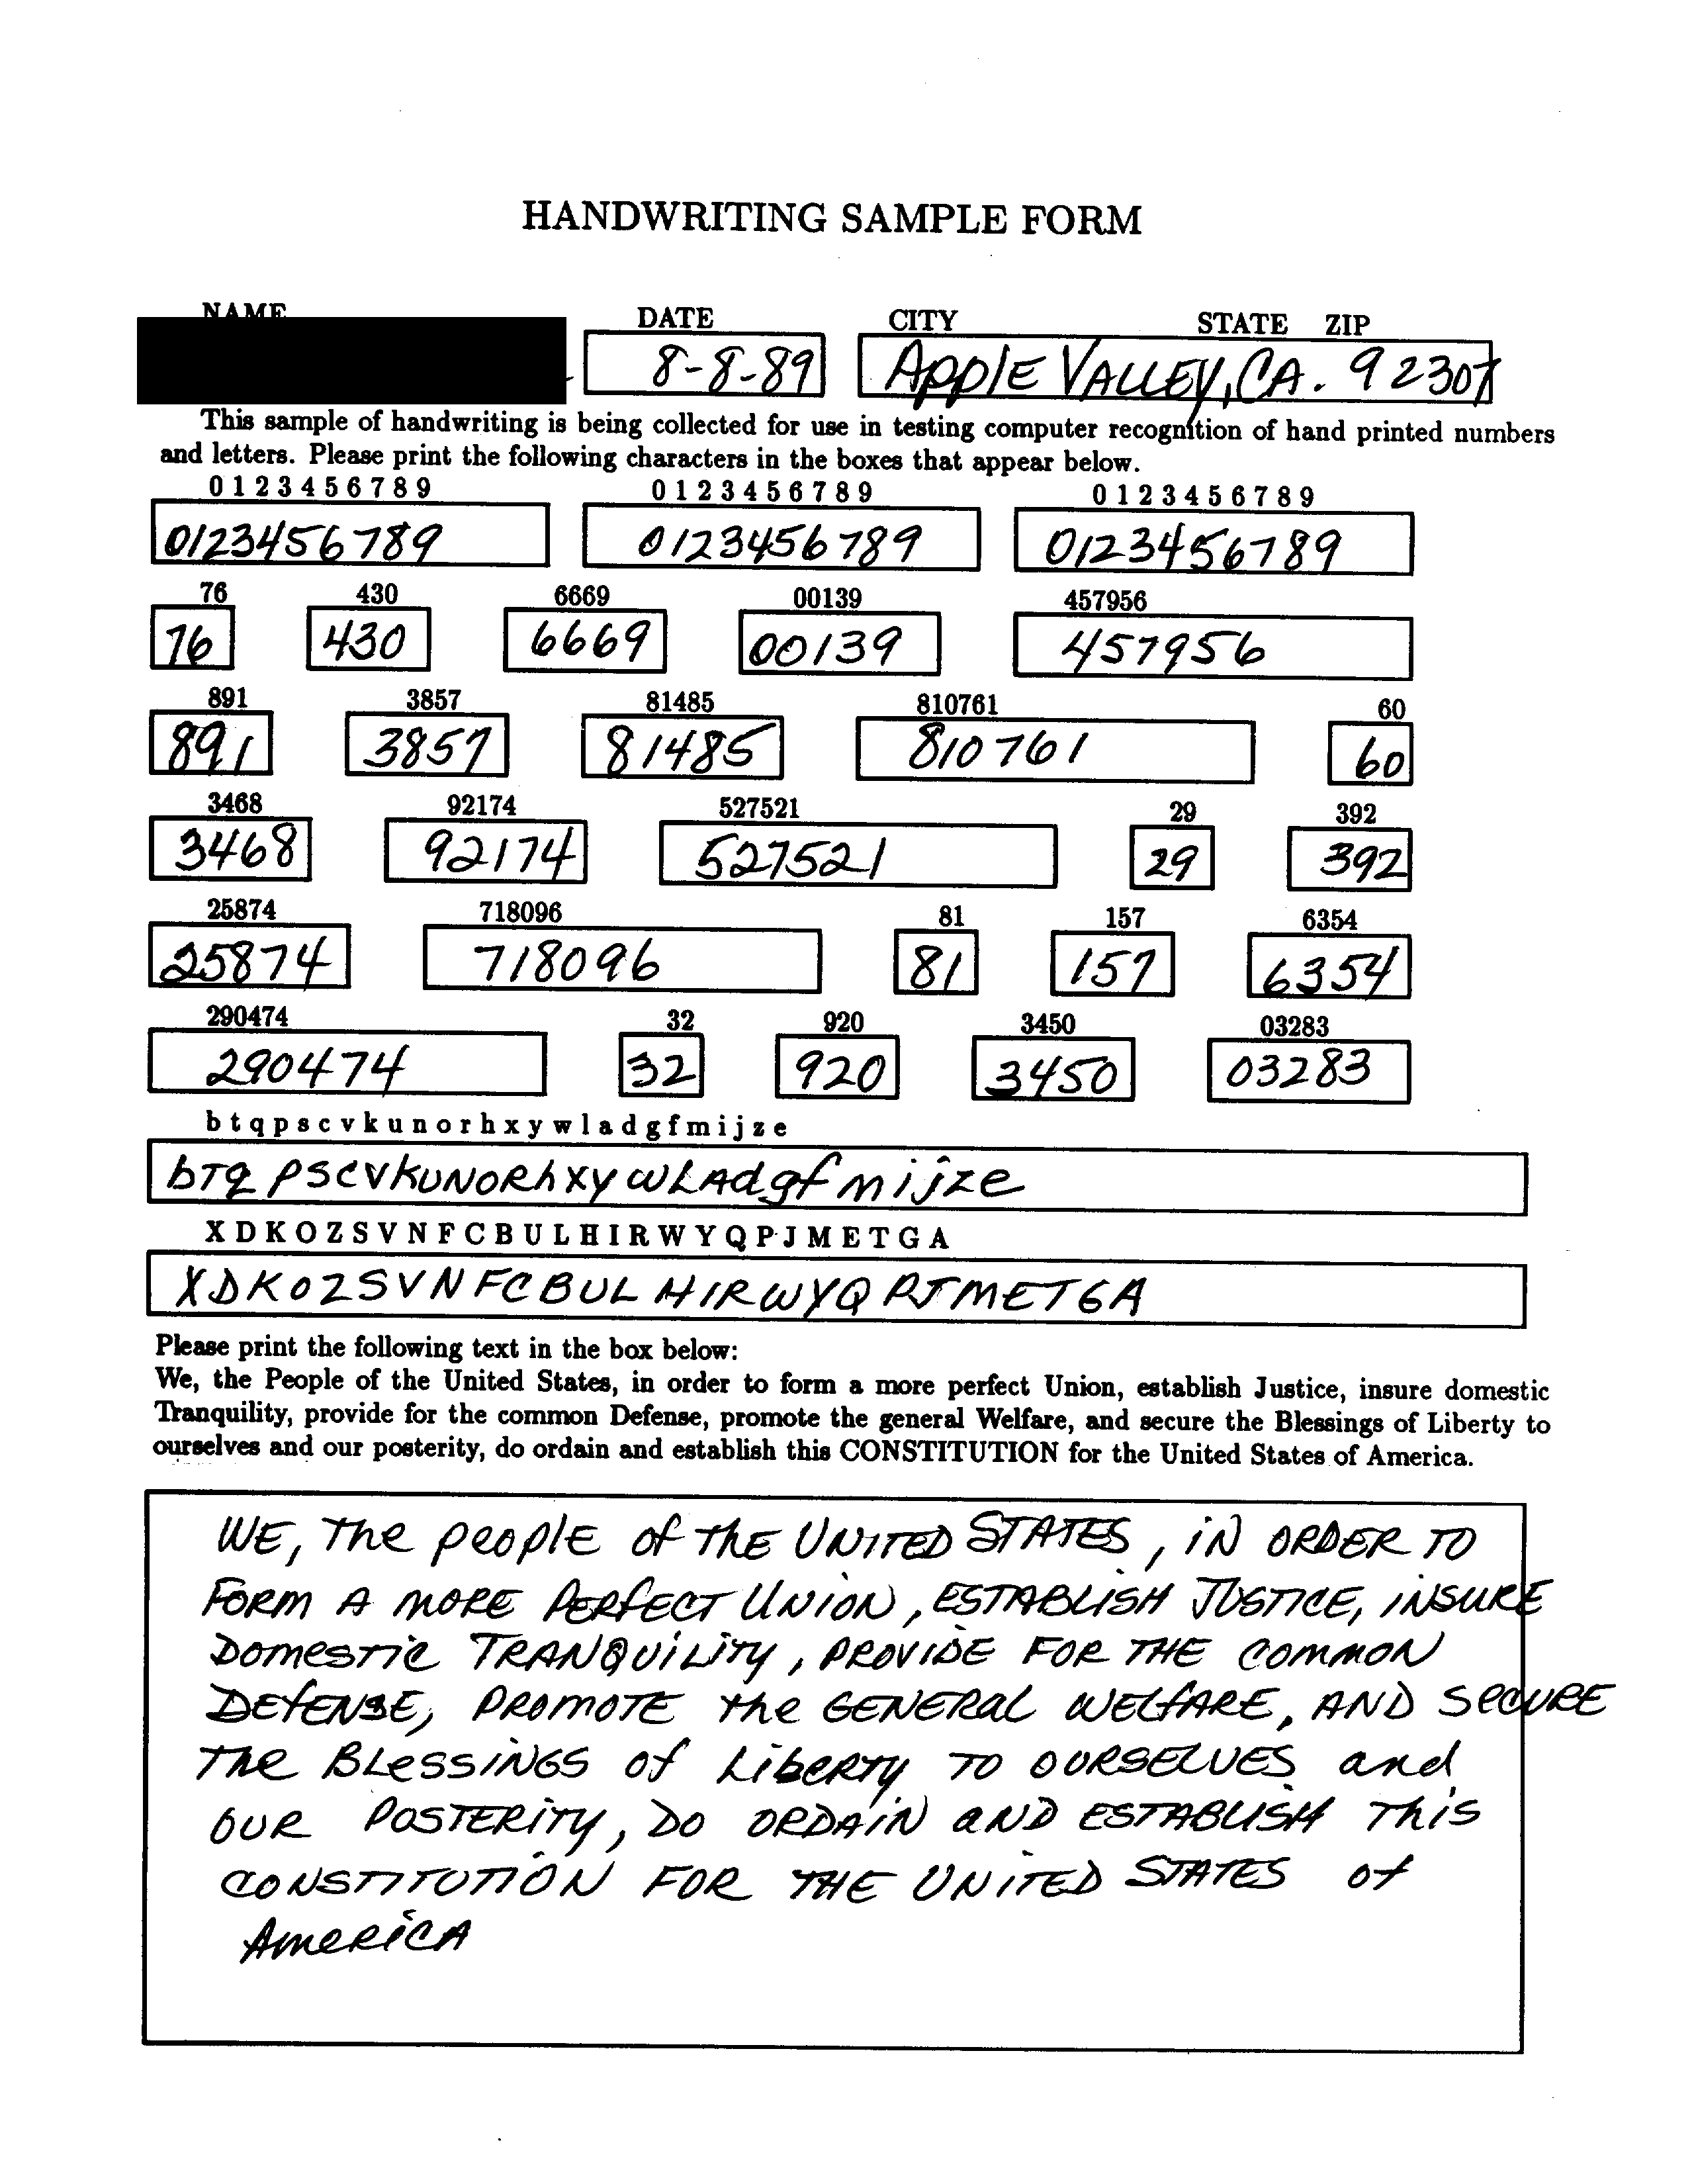 HANDWRITING SAMPLE FORM
NAME DATE CITY STATE ZIP
8-8-89 APPlE VALLEY, CA. 92307
This sample of handwriting is being collected for use in testing computer recognition of hand printed numbers
and letters. Please print the following characters in the boxes that appear below.
0 1 2 3 4 5 6 7 8 9 0 1 2 3 4 5 6 7 8 9 0 1 2 3 4 5 6 7 8 9
0123456789 0123456789 0123456789
76 430 6669 00139 457956
76 430 6669 00139 457956
891 3857 81485 810761 60
891 3857 81485 810761 60
3468 92174 527521 29 392
3468 92174 527521 29 392
25874 718096 81 157 6354
25874 718096 81 157 6354
290474 32 920 3450 03283
290474 32 920 3450 03283
b t q p s c v k u n o r h x y w l a d g f m i j z e
bTq PSCVKUNORhXYWLAdgfmijze
X D K O Z S V N F C B U L H I R W Y Q P J M E T G A
XDKOZSVNFCBULHIRWYQPJMETGA
Please print the following text in the box below:
We, the People of the United States, in order to form a more perfect Union, establish Justice, insure domestic
Tranquility, provide for the common Defense, promote the general Welfare, and secure the Blessings of Liberty to
ourselves and our posterity, do ordain and establish this CONSTITUTION for the United States of America.
WE, The people of ThE UNITED STATES, iN ORDER TO
FORM A MORE PERfECT UNiON, ESTABLISH JUSTICE, iNSURE
DomesTic TRANQUiLiTy, PROViDE FOR THE COMMON
DEfENSE, PROMOTE the GENERAL WELfARE, AND SeCURE
The BLessiNGS of LibeRTy TO OURSELVES and
OUR POSTERiTy, DO ORDAiN aND ESTABLISH This
CONSTITUTiON FOR THE UNiTED STATES of
AmeRiCA